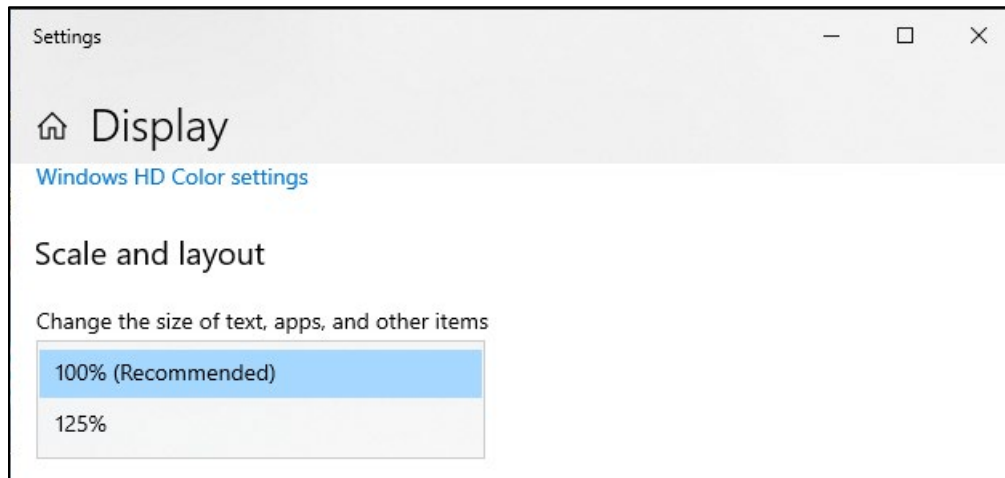 Settings
Display
Windows HD Color settings
Scale and layout
Change the size of text, apps, and other items
100% (Recommended)
125%